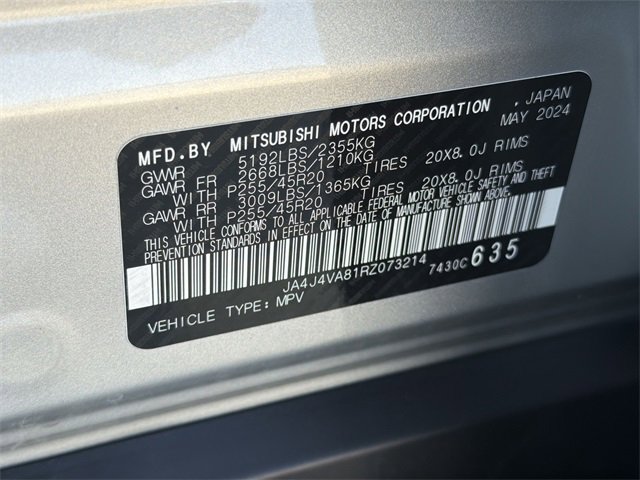 MFD.BY MITSUBISHI MOTORS CORPORATION , JAPAN
GVWR 5192LBS/2355KG MAY 2024
GAWR FR 2668LBS/1210KG
WITH P255/45R20 TIRES 20X8.0J RIMS
GAWR RR 3009LBS/1365KG
WITH P255/45R20 TIRES 20X8.0J RIMS
THIS VEHICLE CONFORMS TO ALL APPLICABLE FEDERAL MOTOR VEHICLE SAFETY AND THEFT
PREVENTION STANDARDS IN EFFECT ON THE DATE OF MANUFACTURE SHOWN ABOVE.
JA4J4VA81RZ073214 7430C 635
VEHICLE TYPE: MPV